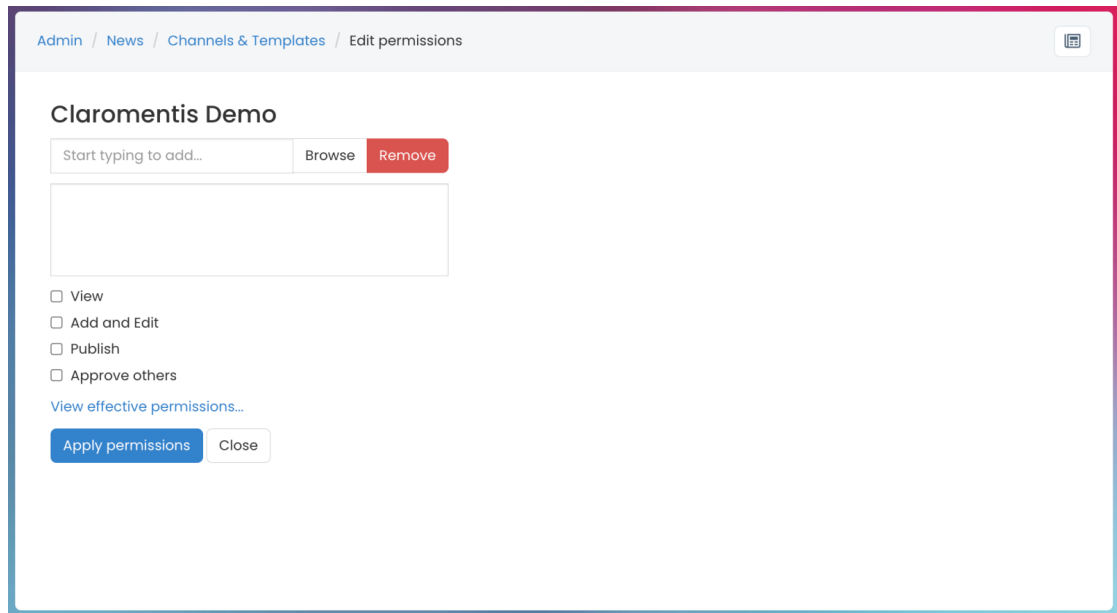 Admin / News / Channels & Templates / Edit permissions
Claromentis Demo
Start typing to add... Browse Remove
View
Add and Edit
Publish
Approve others
View effective permissions...
Apply permissions Close